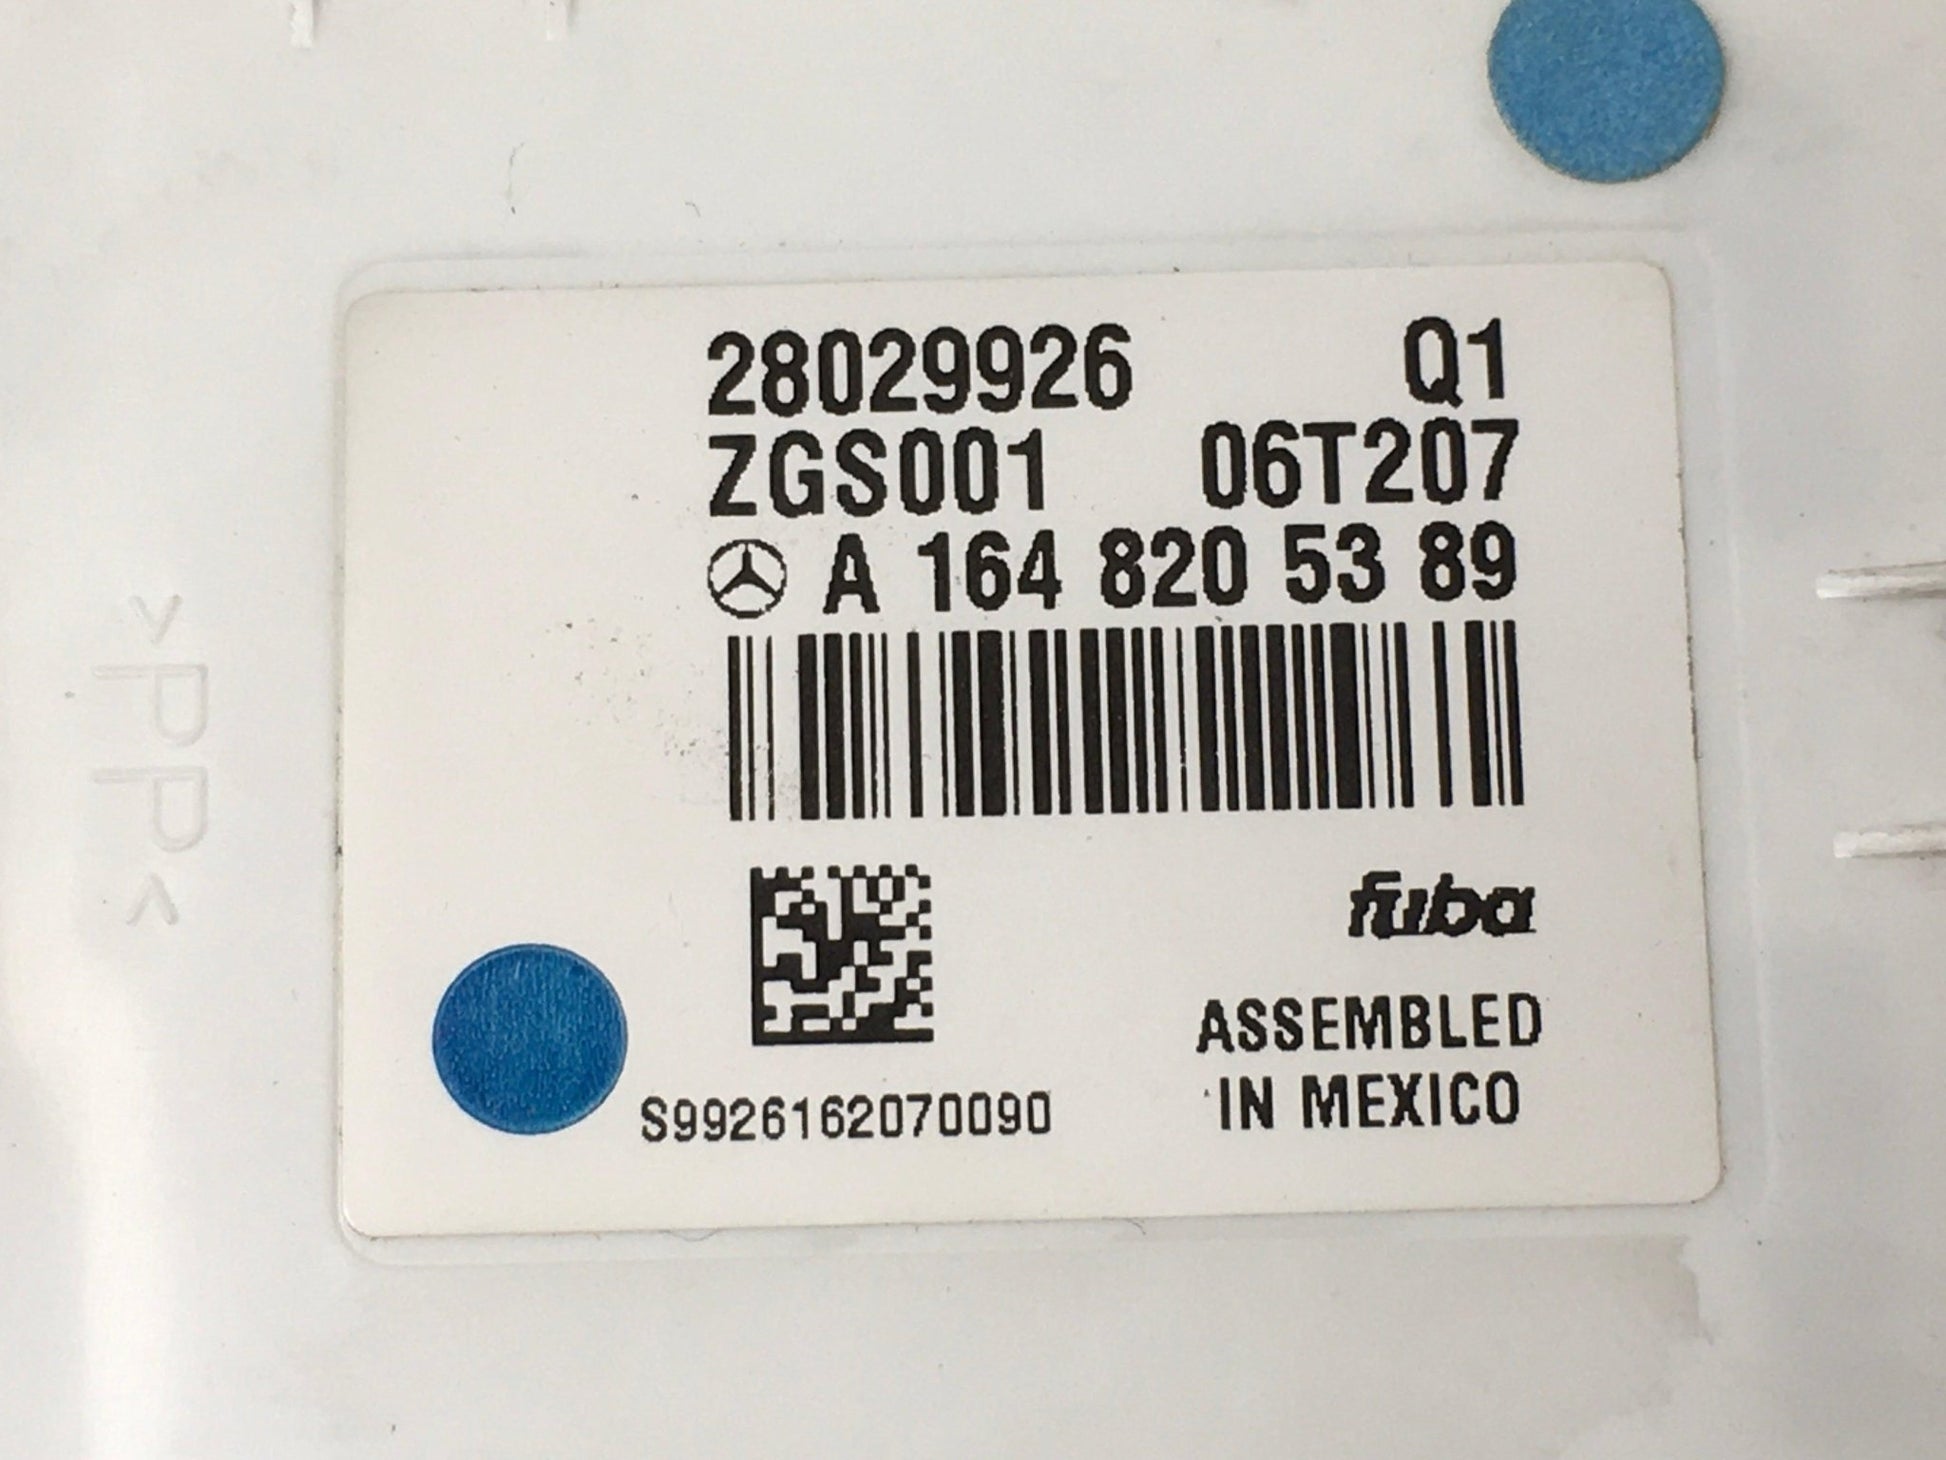 28029926 Q1
ZGS001 06T207
A 164 820 53 89
fuba
ASSEMBLED
IN MEXICO
S9926162070090
>PP<